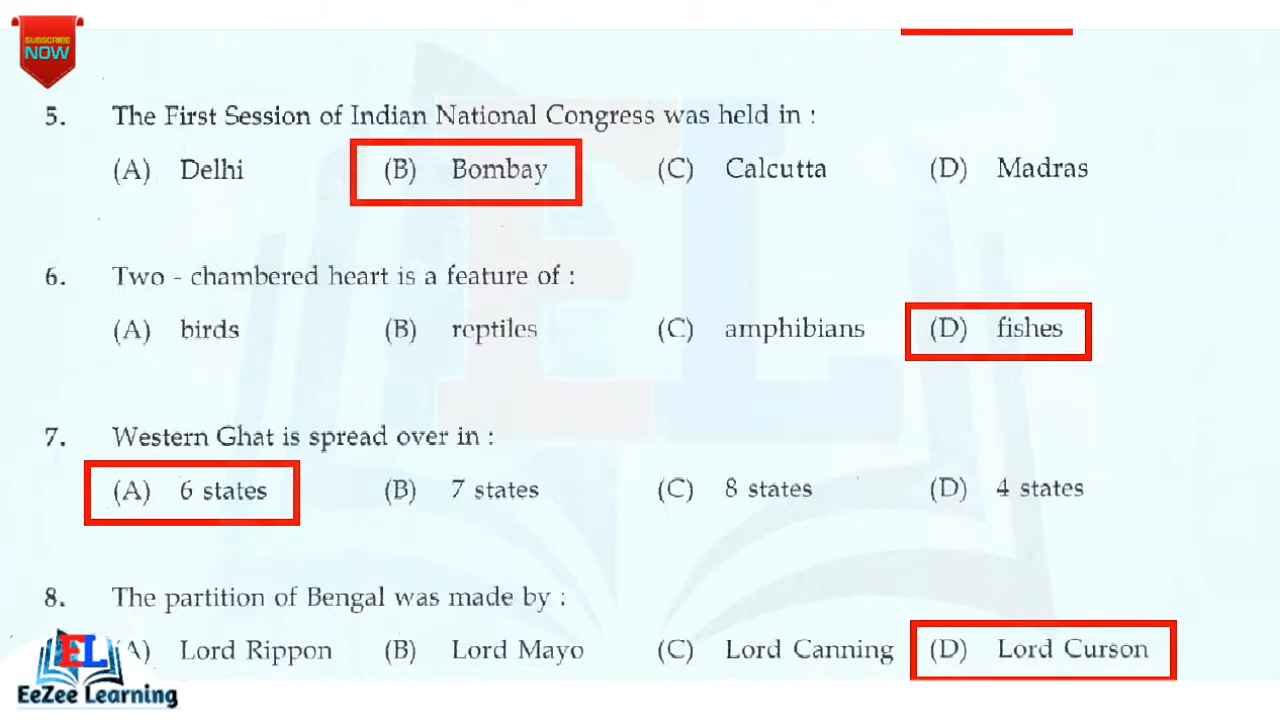 SUBSCRIBE
NOW
5. The First Session of Indian National Congress was held in :
(A) Delhi (B) Bombay (C) Calcutta (D) Madras
6. Two - chambered heart is a feature of :
(A) birds (B) reptiles (C) amphibians (D) fishes
7. Western Ghat is spread over in :
(A) 6 states (B) 7 states (C) 8 states (D) 4 states
8. The partition of Bengal was made by :
(A) Lord Rippon (B) Lord Mayo (C) Lord Canning (D) Lord Curson
EL
EeZee Learning
EL